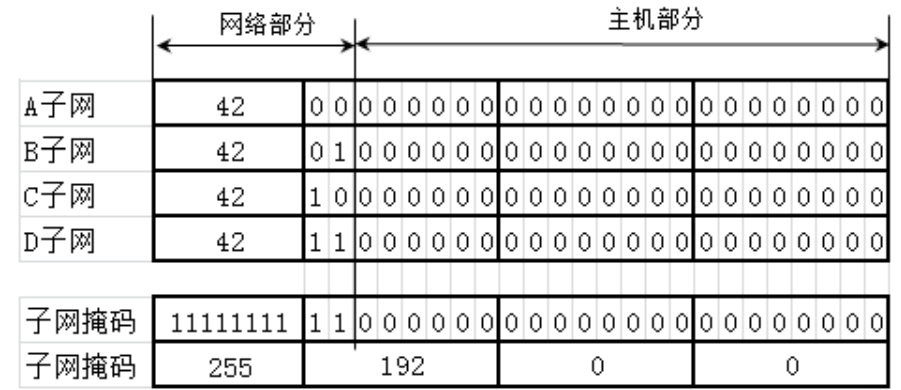 网络部分 主机部分
A子网 42 0 0 0 0 0 0 0 0 0 0 0 0 0 0 0 0 0 0 0 0 0 0 0 0
B子网 42 0 1 0 0 0 0 0 0 0 0 0 0 0 0 0 0 0 0 0 0 0 0 0 0
C子网 42 1 0 0 0 0 0 0 0 0 0 0 0 0 0 0 0 0 0 0 0 0 0 0 0
D子网 42 1 1 0 0 0 0 0 0 0 0 0 0 0 0 0 0 0 0 0 0 0 0 0 0
子网掩码 11111111 1 1 0 0 0 0 0 0 0 0 0 0 0 0 0 0 0 0 0 0 0 0 0 0
子网掩码 255 192 0 0